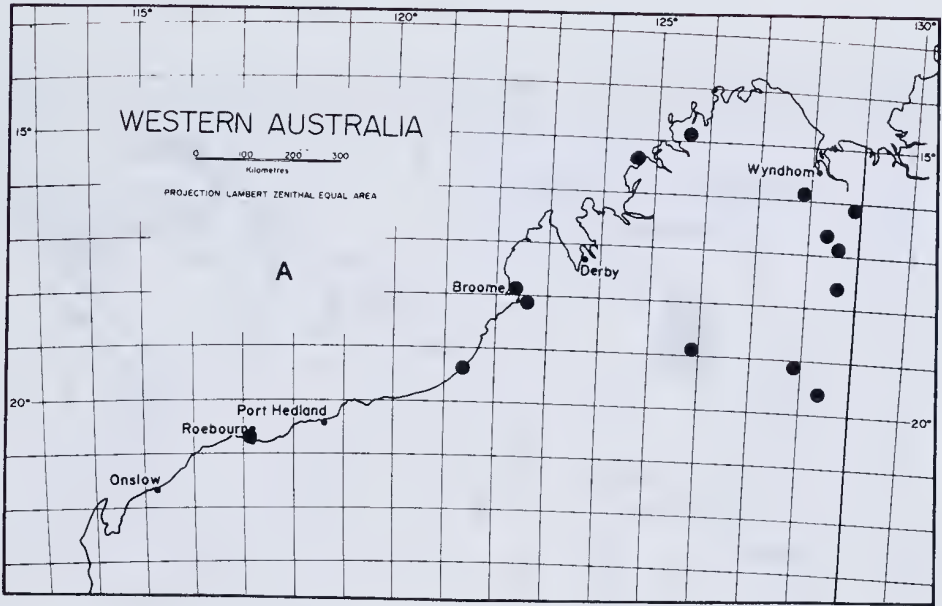 115° 120° 125° 130°
WESTERN AUSTRALIA
15° 15°
0 100 200 300
Kilometres
PROJECTION LAMBERT ZENITHAL EQUAL AREA
Wyndham
A
Derby
Broome
20° 20°
Port Hedland
Roebourne
Onslow